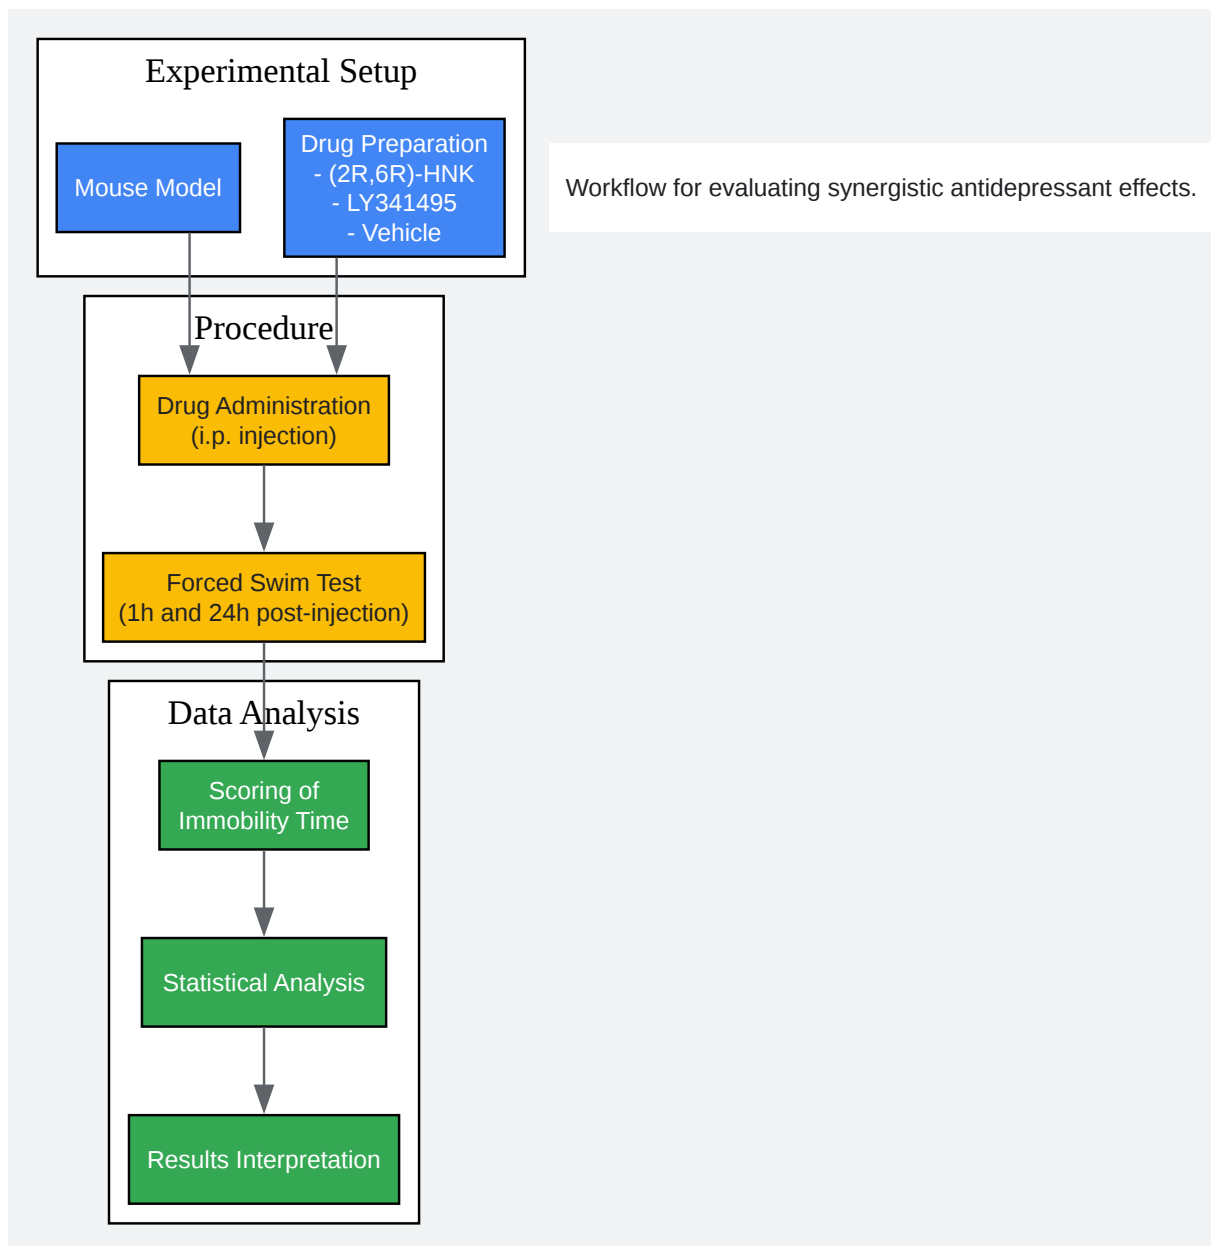 Experimental Setup
Mouse Model
Drug Preparation
- (2R,6R)-HNK
- LY341495
- Vehicle
Workflow for evaluating synergistic antidepressant effects.
Procedure
Drug Administration
(i.p. injection)
Forced Swim Test
(1h and 24h post-injection)
Data Analysis
Scoring of
Immobility Time
Statistical Analysis
Results Interpretation